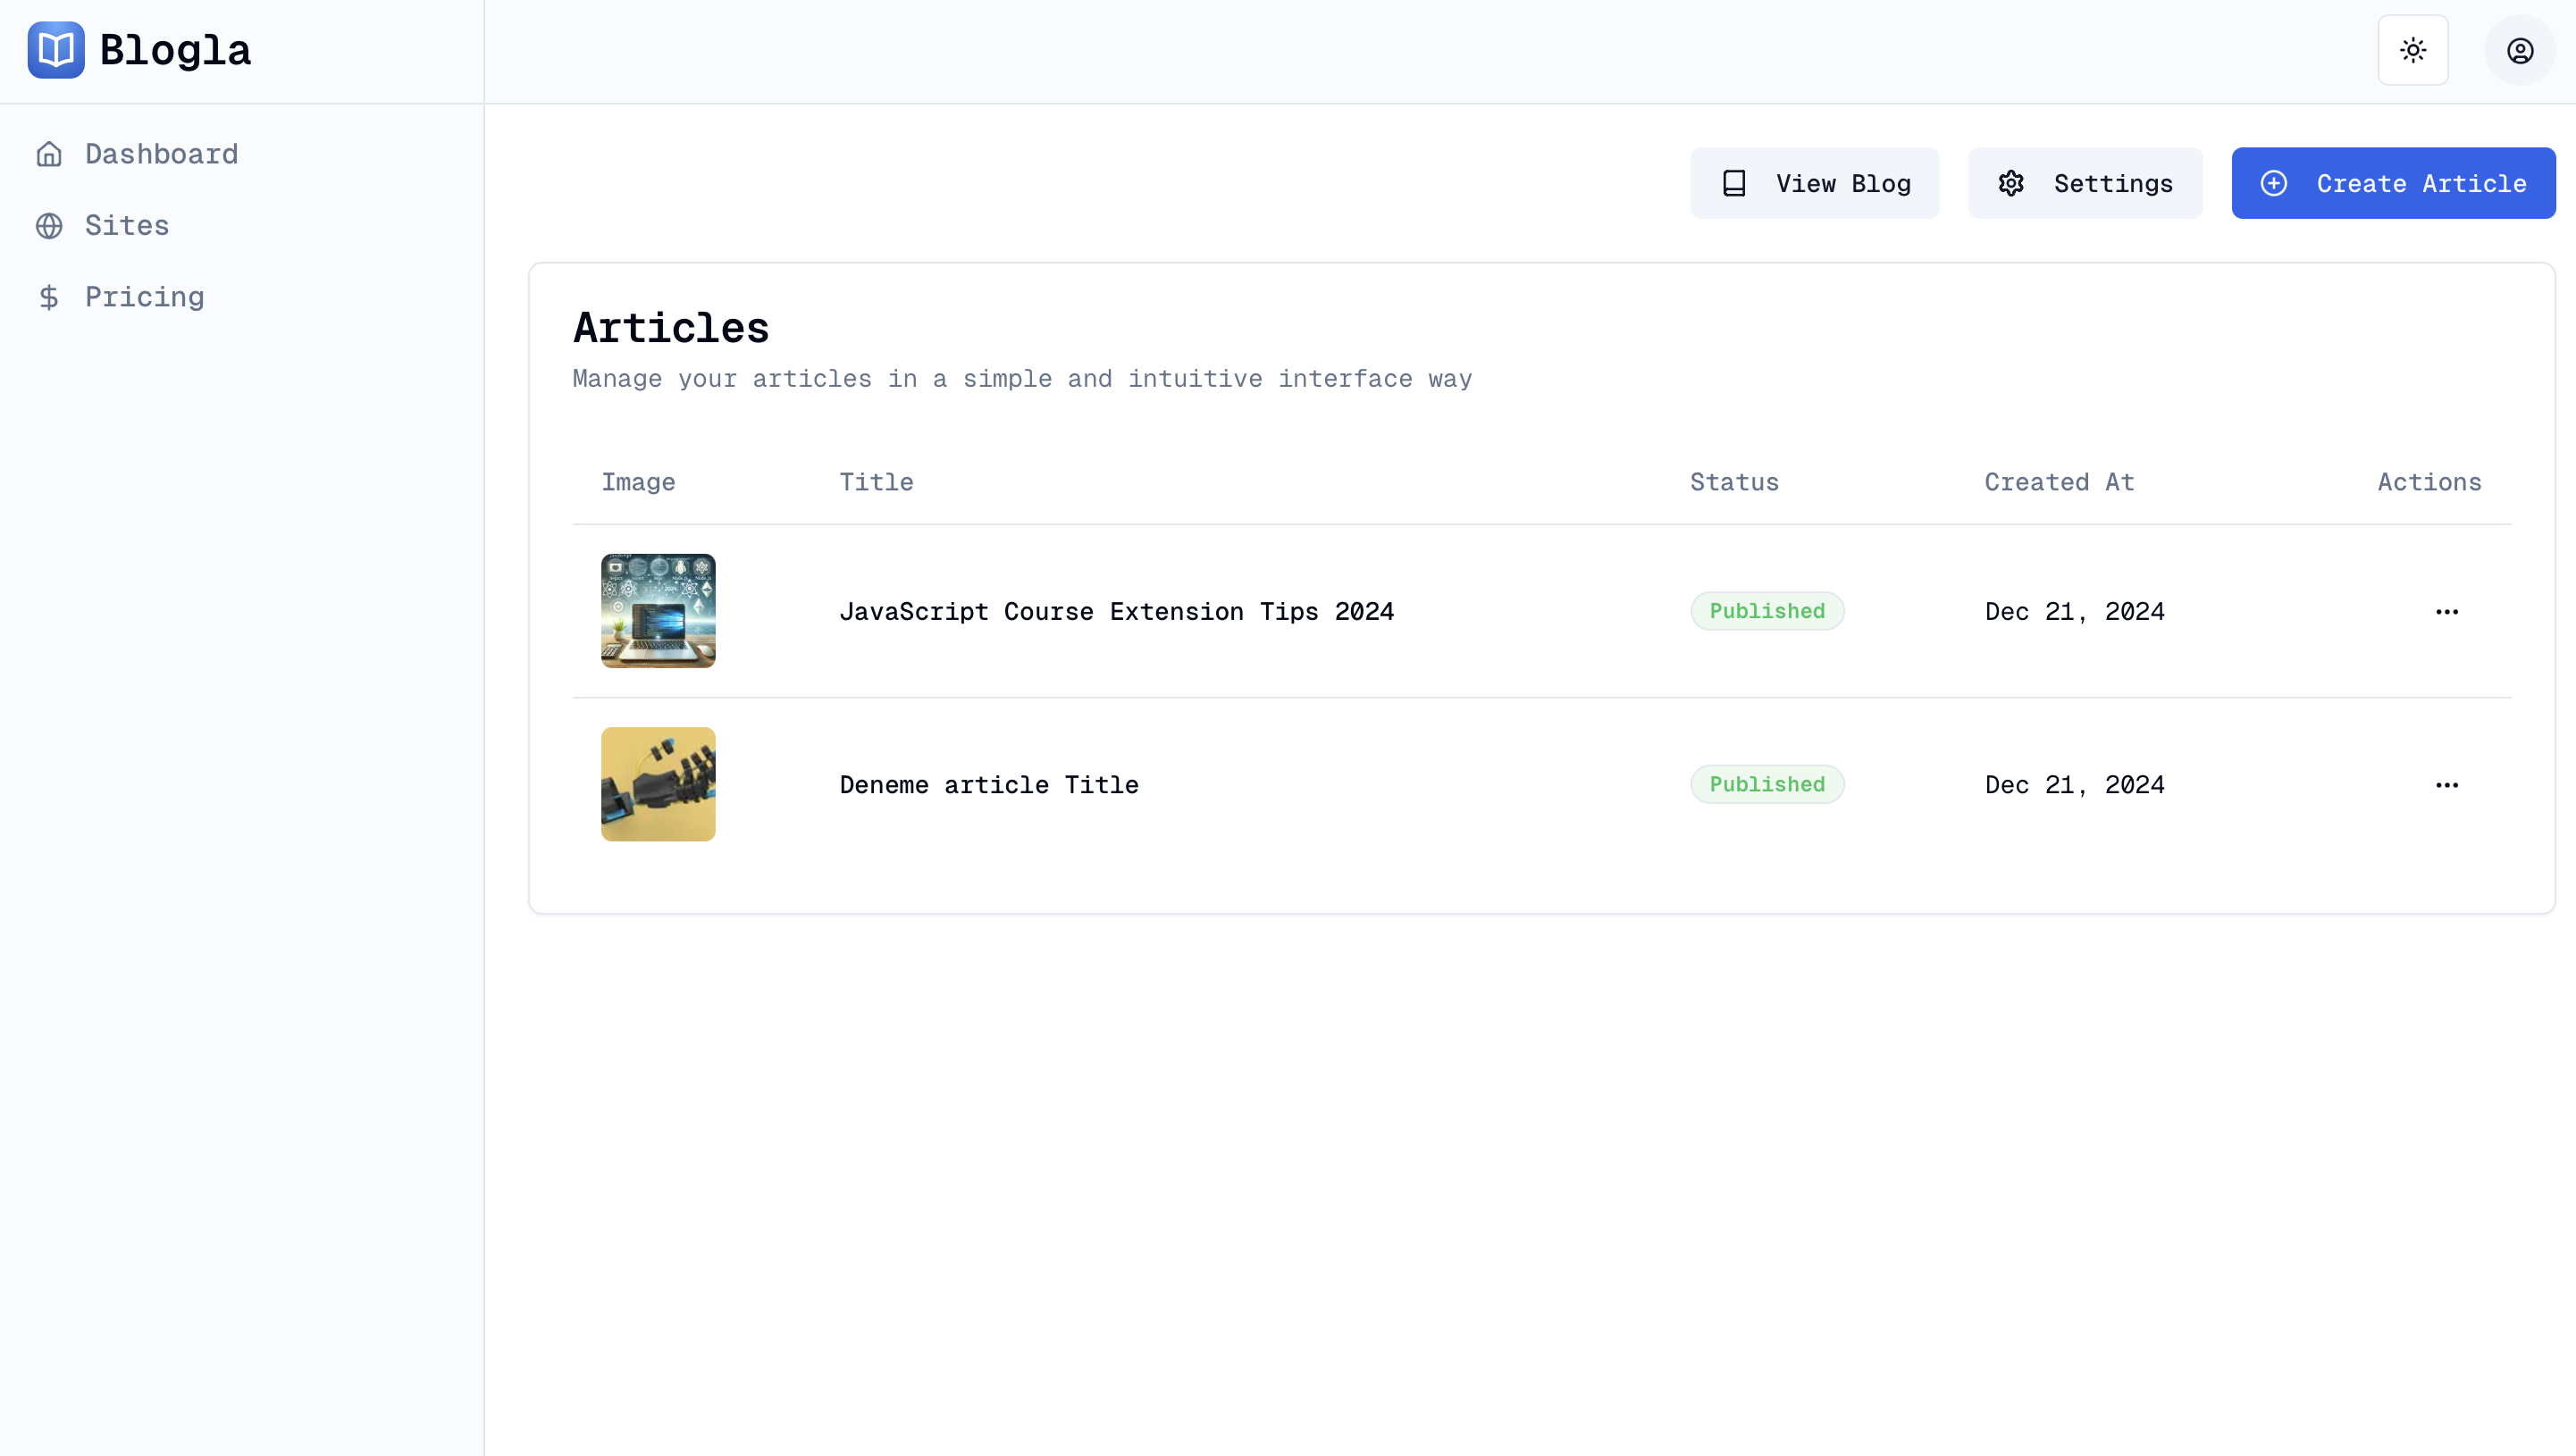 Blogla
Dashboard
Sites
Pricing
View Blog
Settings
Create Article
Articles
Manage your articles in a simple and intuitive interface way
Image Title Status Created At Actions
JavaScript Course Extension Tips 2024 Published Dec 21, 2024
Deneme article Title Published Dec 21, 2024